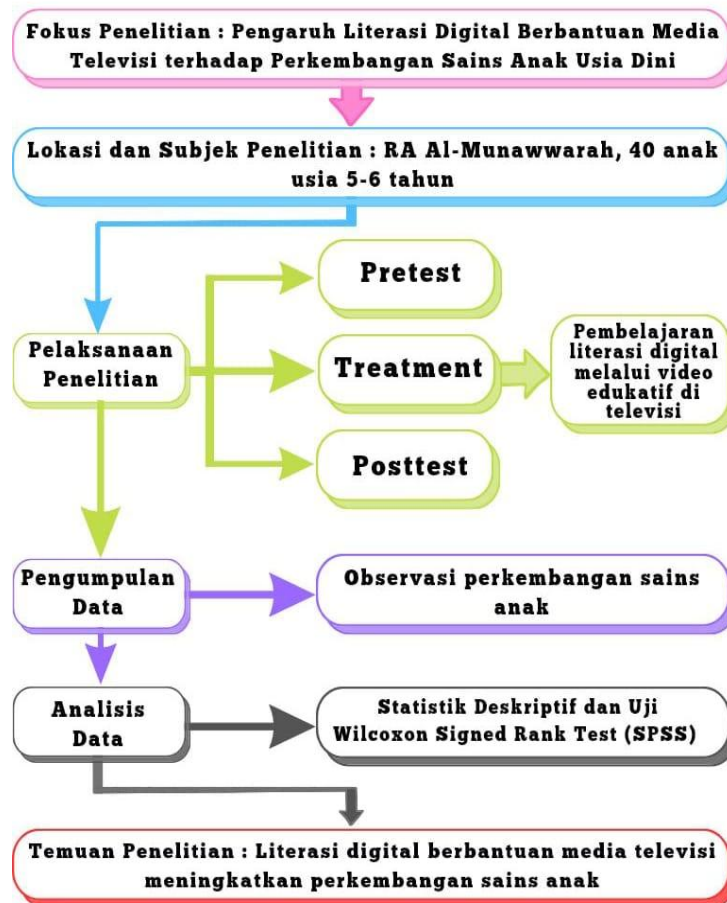 Fokus Penelitian : Pengaruh Literasi Digital Berbantuan Media
Televisi terhadap Perkembangan Sains Anak Usia Dini
Lokasi dan Subjek Penelitian : RA Al-Munawwarah, 40 anak
usia 5-6 tahun
Pelaksanaan
Penelitian
Pretest
Treatment
Pembelajaran
literasi digital
melalui video
edukatif di
televisi
Posttest
Pengumpulan
Data
Observasi perkembangan sains
anak
Analisis
Data
Statistik Deskriptif dan Uji
Wilcoxon Signed Rank Test (SPSS)
Temuan Penelitian : Literasi digital berbantuan media televisi
meningkatkan perkembangan sains anak